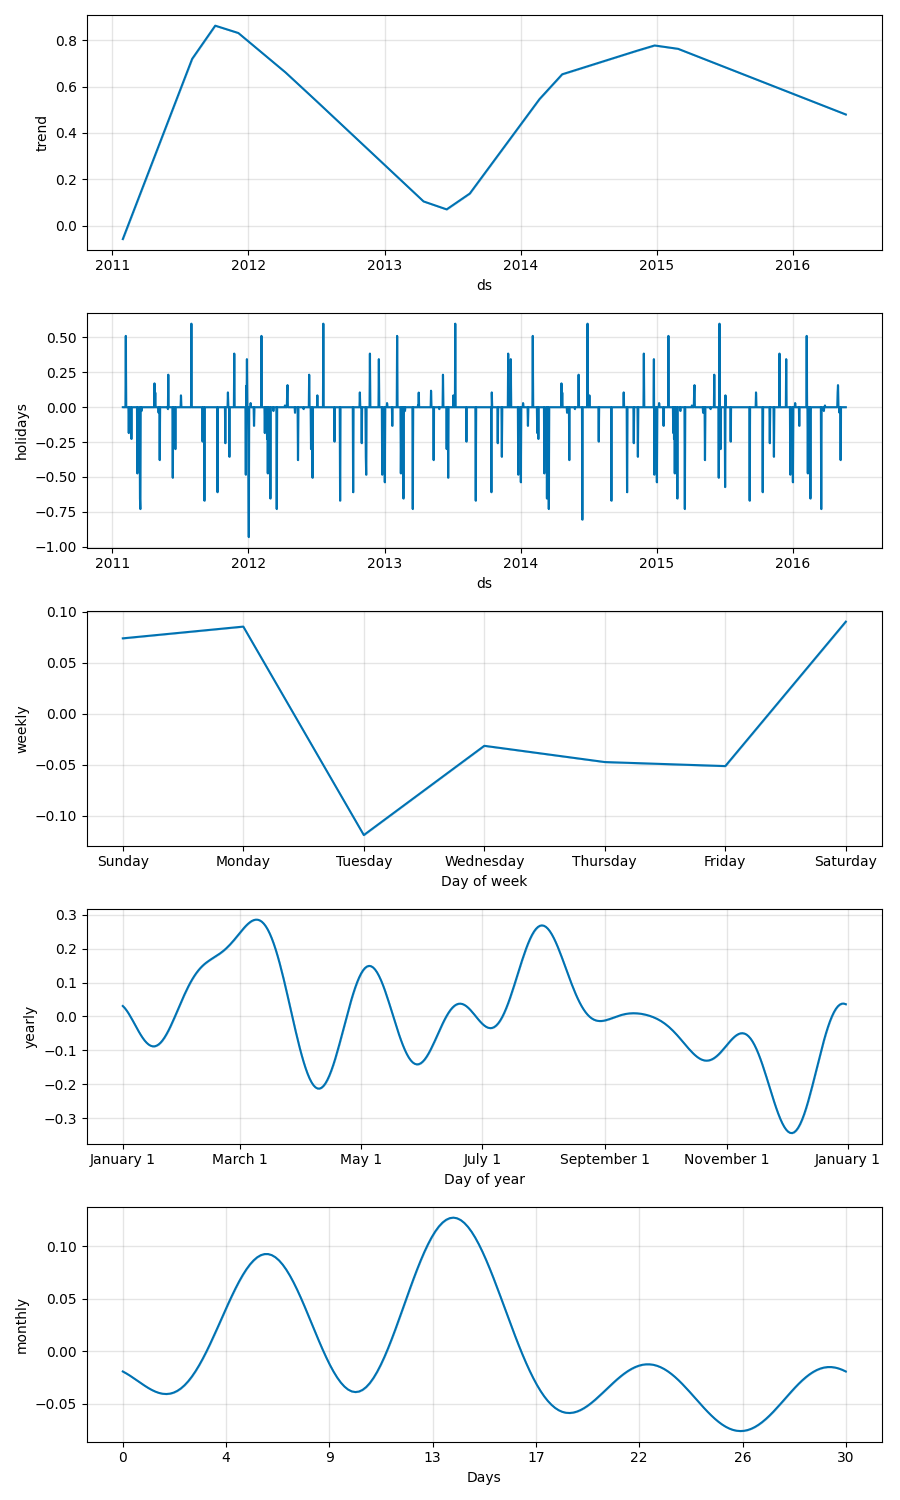 0.8
0.6
0.4
0.2
0.0
trend
2011 2012 2013 2014 2015 2016
ds
0.50
0.25
0.00
−0.25
−0.50
−0.75
−1.00
holidays
2011 2012 2013 2014 2015 2016
ds
0.10
0.05
0.00
−0.05
−0.10
weekly
Sunday Monday Tuesday Wednesday Thursday Friday Saturday
Day of week
0.3
0.2
0.1
0.0
−0.1
−0.2
−0.3
yearly
January 1 March 1 May 1 July 1 September 1 November 1 January 1
Day of year
0.10
0.05
0.00
−0.05
monthly
0 4 9 13 17 22 26 30
Days